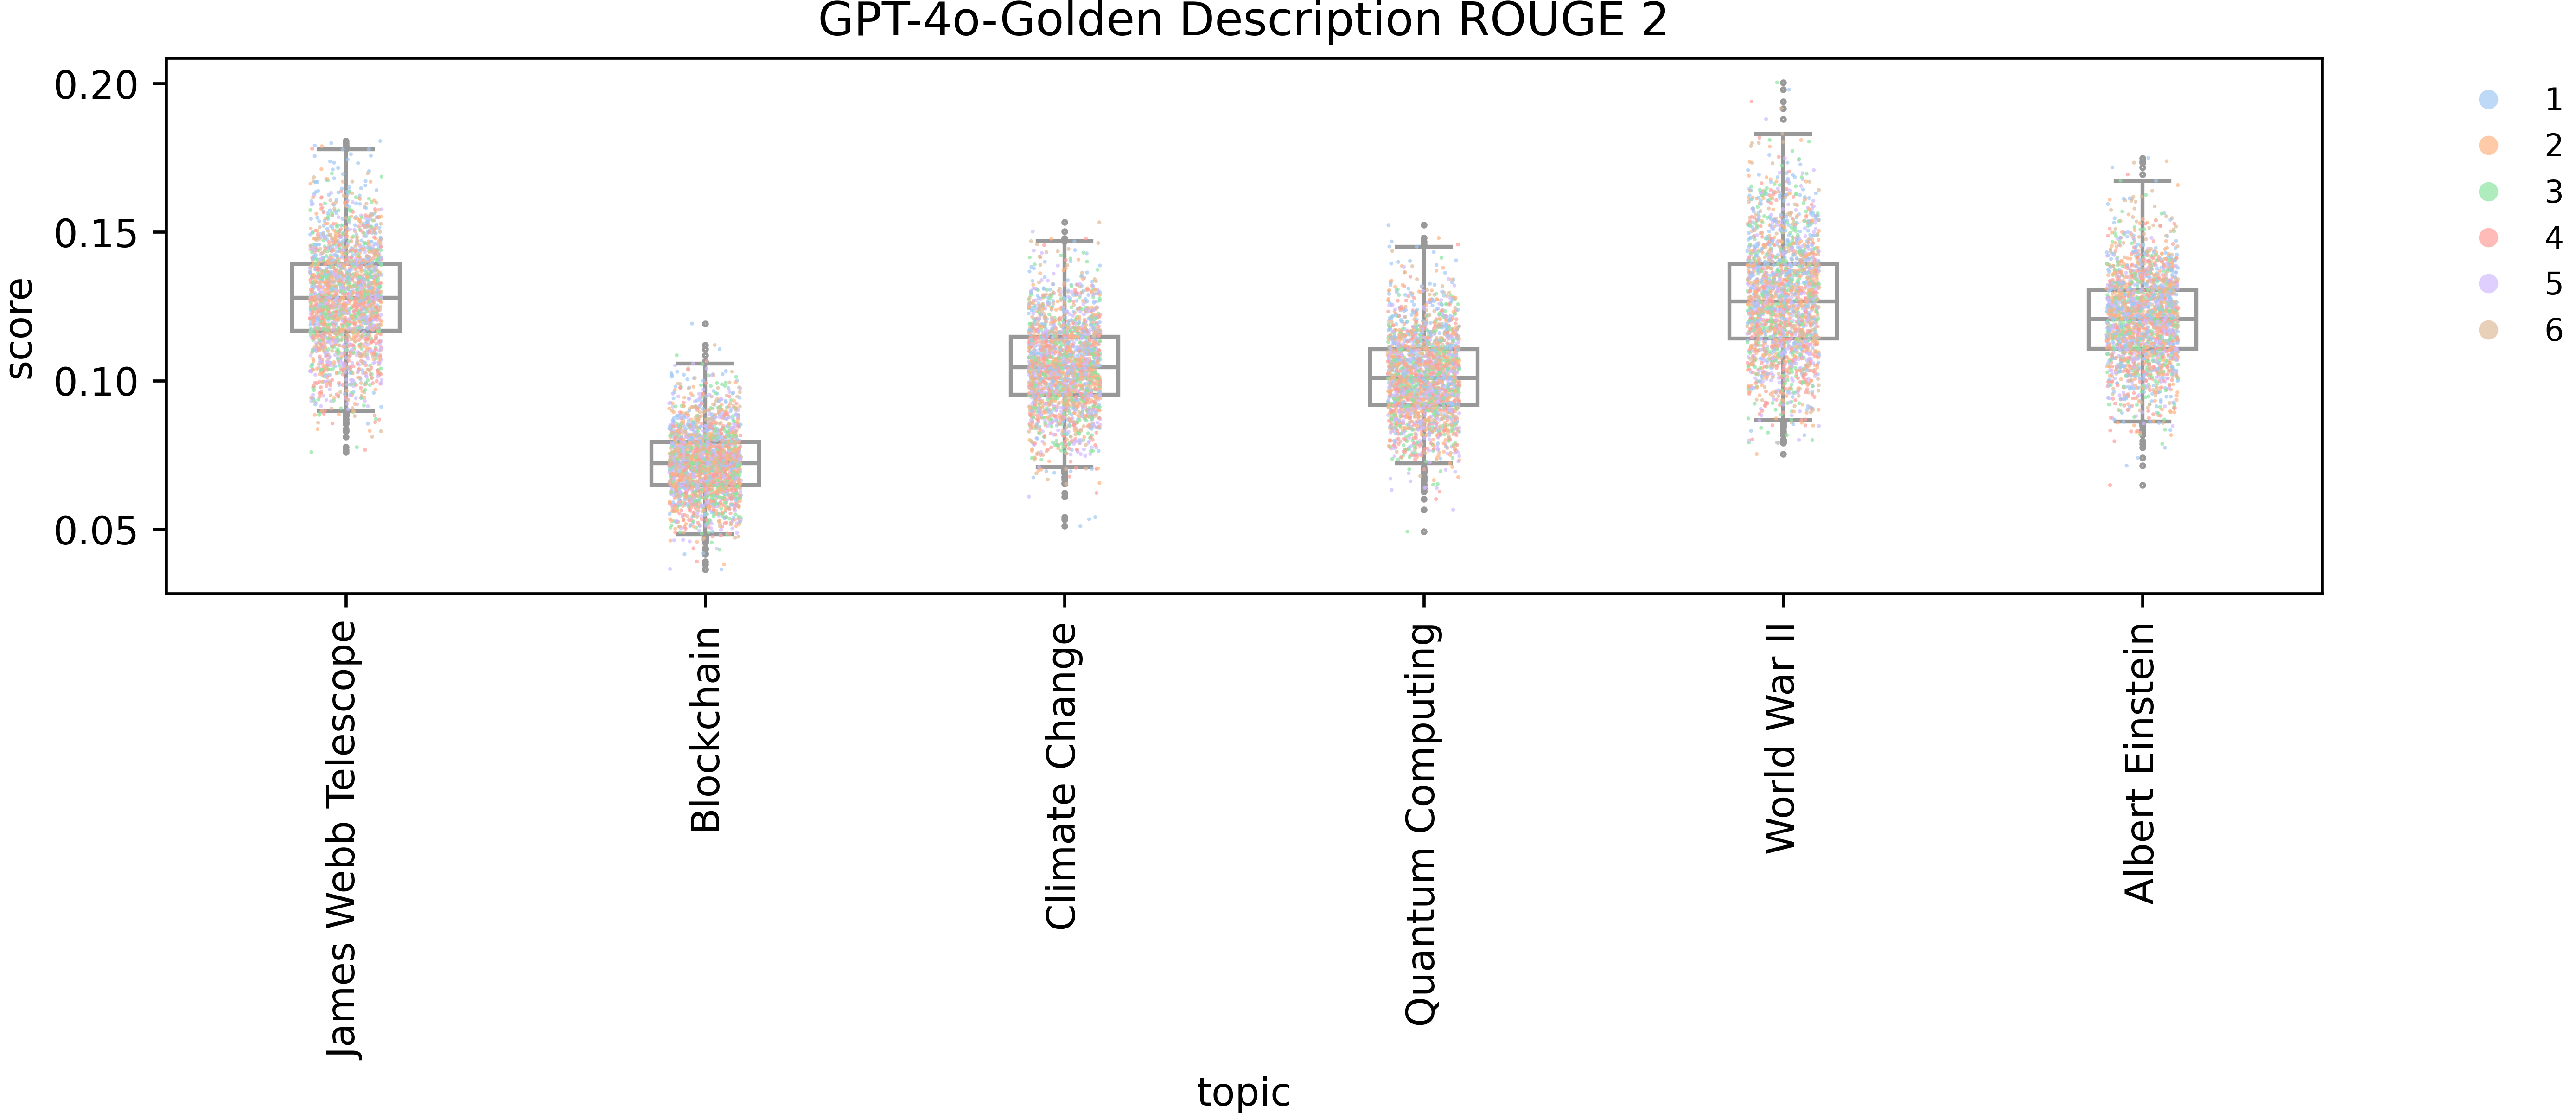 GPT-4o-Golden Description ROUGE 2
score
0.20
0.15
0.10
0.05
James Webb Telescope
Blockchain
Climate Change
Quantum Computing
World War II
Albert Einstein
topic
1
2
3
4
5
6